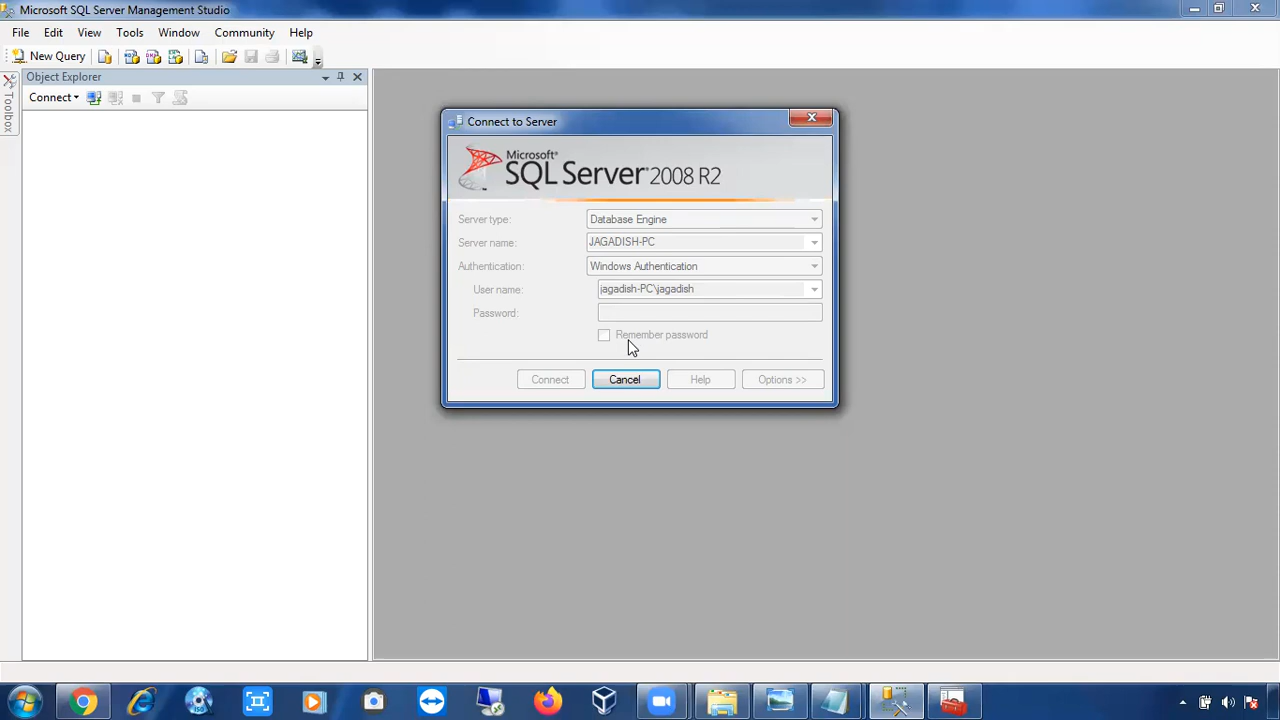 Microsoft SQL Server Management Studio
File Edit View Tools Window Community Help
New Query
Object Explorer
Connect
Toolbox
Connect to Server
Microsoft®
SQL Server® 2008 R2
Server type: Database Engine
Server name: JAGADISH-PC
Authentication: Windows Authentication
User name: jagadish-PC\jagadish
Password:
Remember password
Connect Cancel Help Options >>